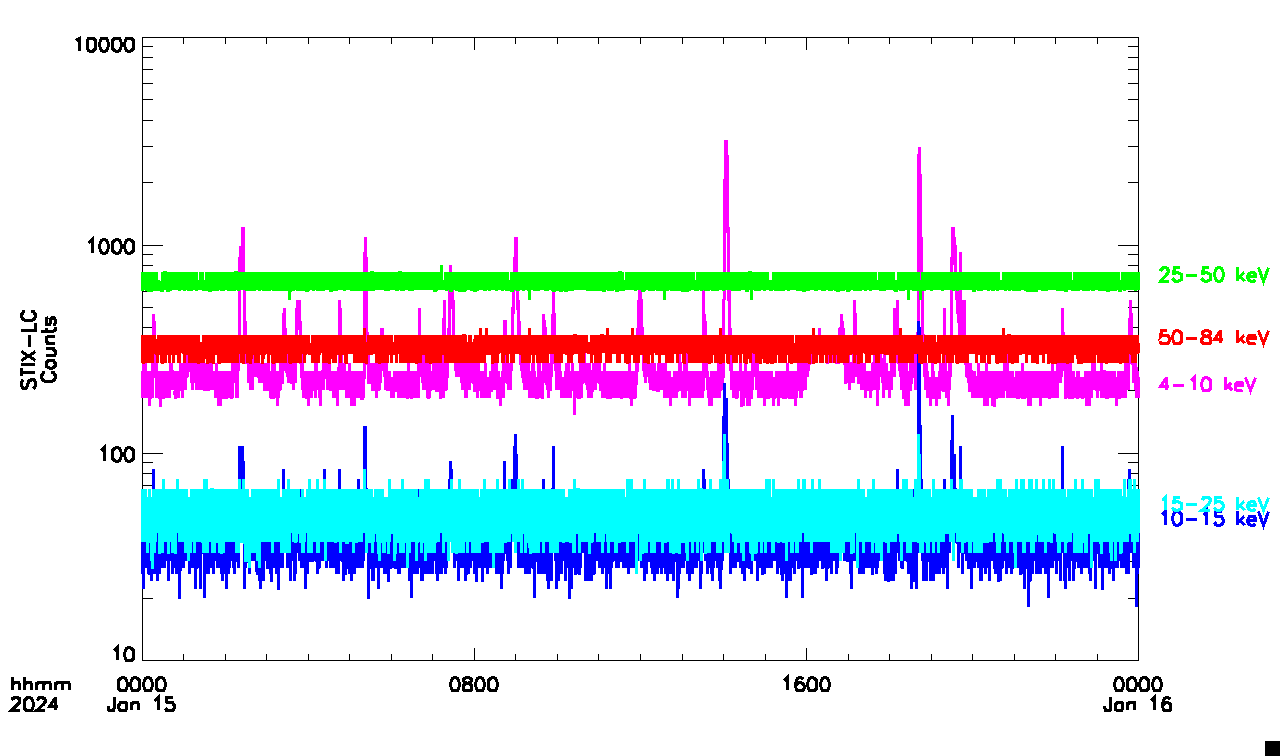 10000
1000
100
10
STIX-LC
Counts
25-50 keV
50-84 keV
4-10 keV
15-25 keV
10-15 keV
hhmm 0000 0800 1600 0000
2024 Jan 15 Jan 16